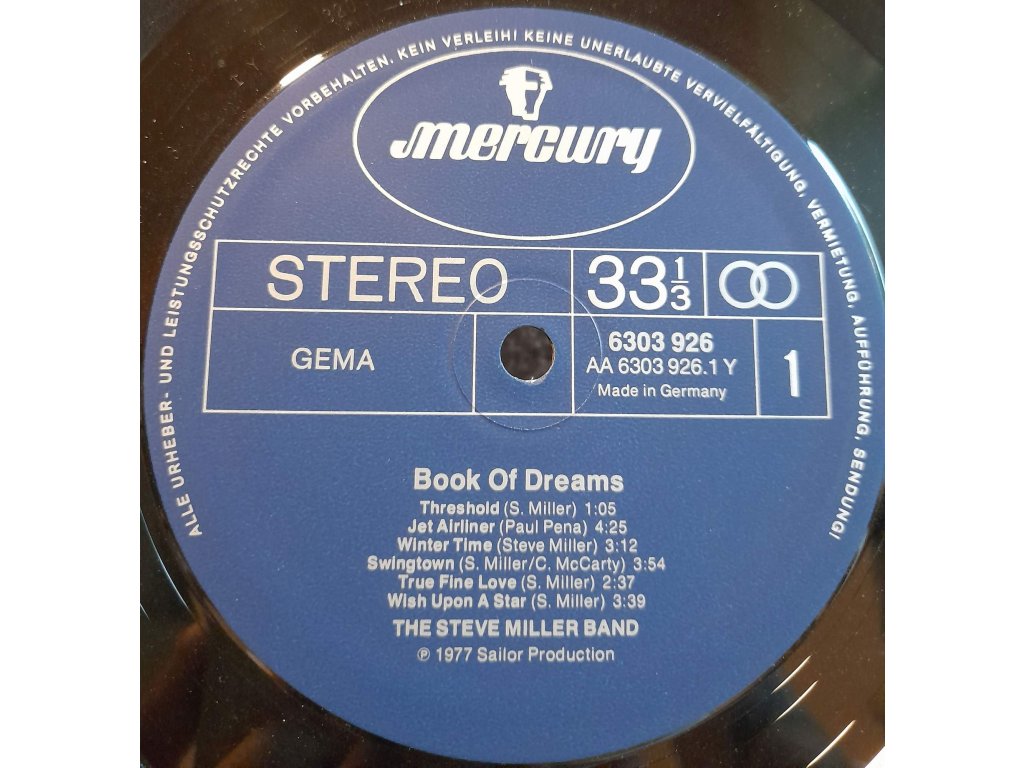 ALLE URHEBER- UND LEISTUNGSSCHUTZRECHTE VORBEHALTEN. KEIN VERLEIH! KEINE UNERLAUBTE VERVIELFÄLTIGUNG, VERMIETUNG, AUFFÜHRUNG, SENDUNG!
mercury
STEREO 33 1/3
GEMA
6303 926
AA 6303 926.1 Y
Made in Germany
1
Book Of Dreams
Threshold (S. Miller) 1:05
Jet Airliner (Paul Pena) 4:25
Winter Time (Steve Miller) 3:12
Swingtown (S. Miller/C. McCarty) 3:54
True Fine Love (S. Miller) 2:37
Wish Upon A Star (S. Miller) 3:39
THE STEVE MILLER BAND
℗ 1977 Sailor Production